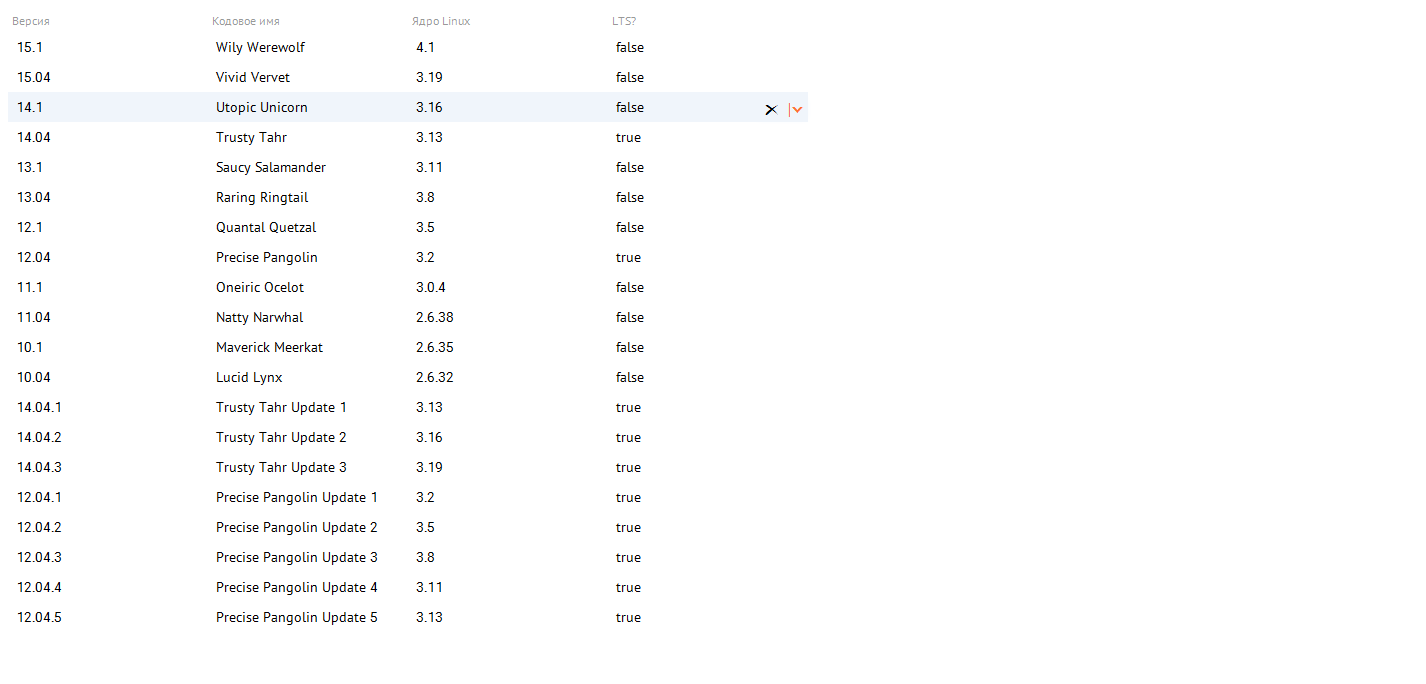 Версия Кодовое имя Ядро Linux LTS?
15.1 Wily Werewolf 4.1 false
15.04 Vivid Vervet 3.19 false
14.1 Utopic Unicorn 3.16 false
14.04 Trusty Tahr 3.13 true
13.1 Saucy Salamander 3.11 false
13.04 Raring Ringtail 3.8 false
12.1 Quantal Quetzal 3.5 false
12.04 Precise Pangolin 3.2 true
11.1 Oneiric Ocelot 3.0.4 false
11.04 Natty Narwhal 2.6.38 false
10.1 Maverick Meerkat 2.6.35 false
10.04 Lucid Lynx 2.6.32 false
14.04.1 Trusty Tahr Update 1 3.13 true
14.04.2 Trusty Tahr Update 2 3.16 true
14.04.3 Trusty Tahr Update 3 3.19 true
12.04.1 Precise Pangolin Update 1 3.2 true
12.04.2 Precise Pangolin Update 2 3.5 true
12.04.3 Precise Pangolin Update 3 3.8 true
12.04.4 Precise Pangolin Update 4 3.11 true
12.04.5 Precise Pangolin Update 5 3.13 true